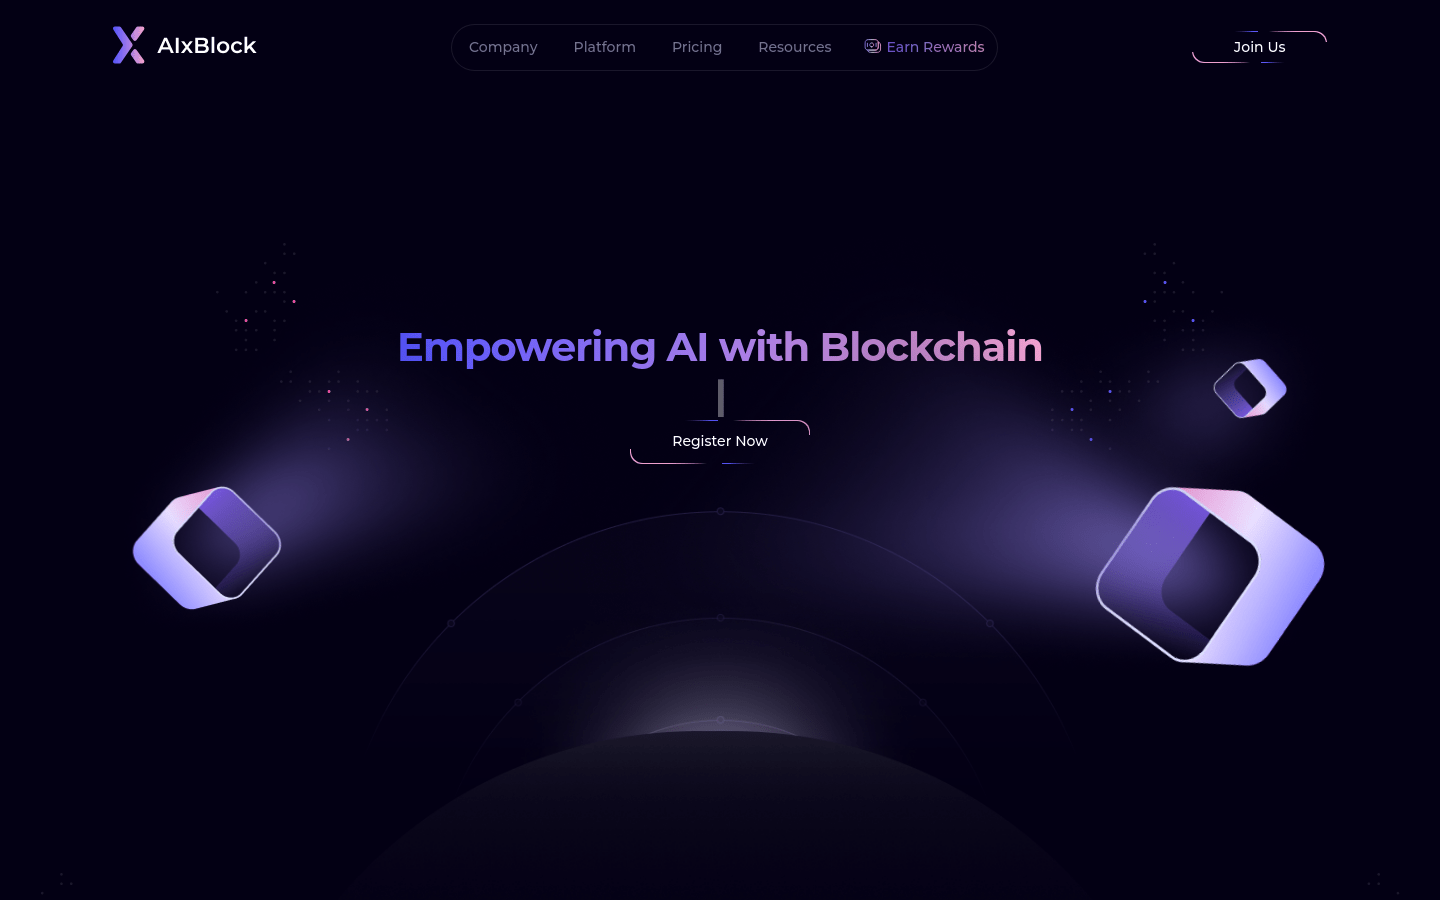 AIxBlock
Company
Platform
Pricing
Resources
Earn Rewards
Join Us
Empowering AI with Blockchain
Register Now